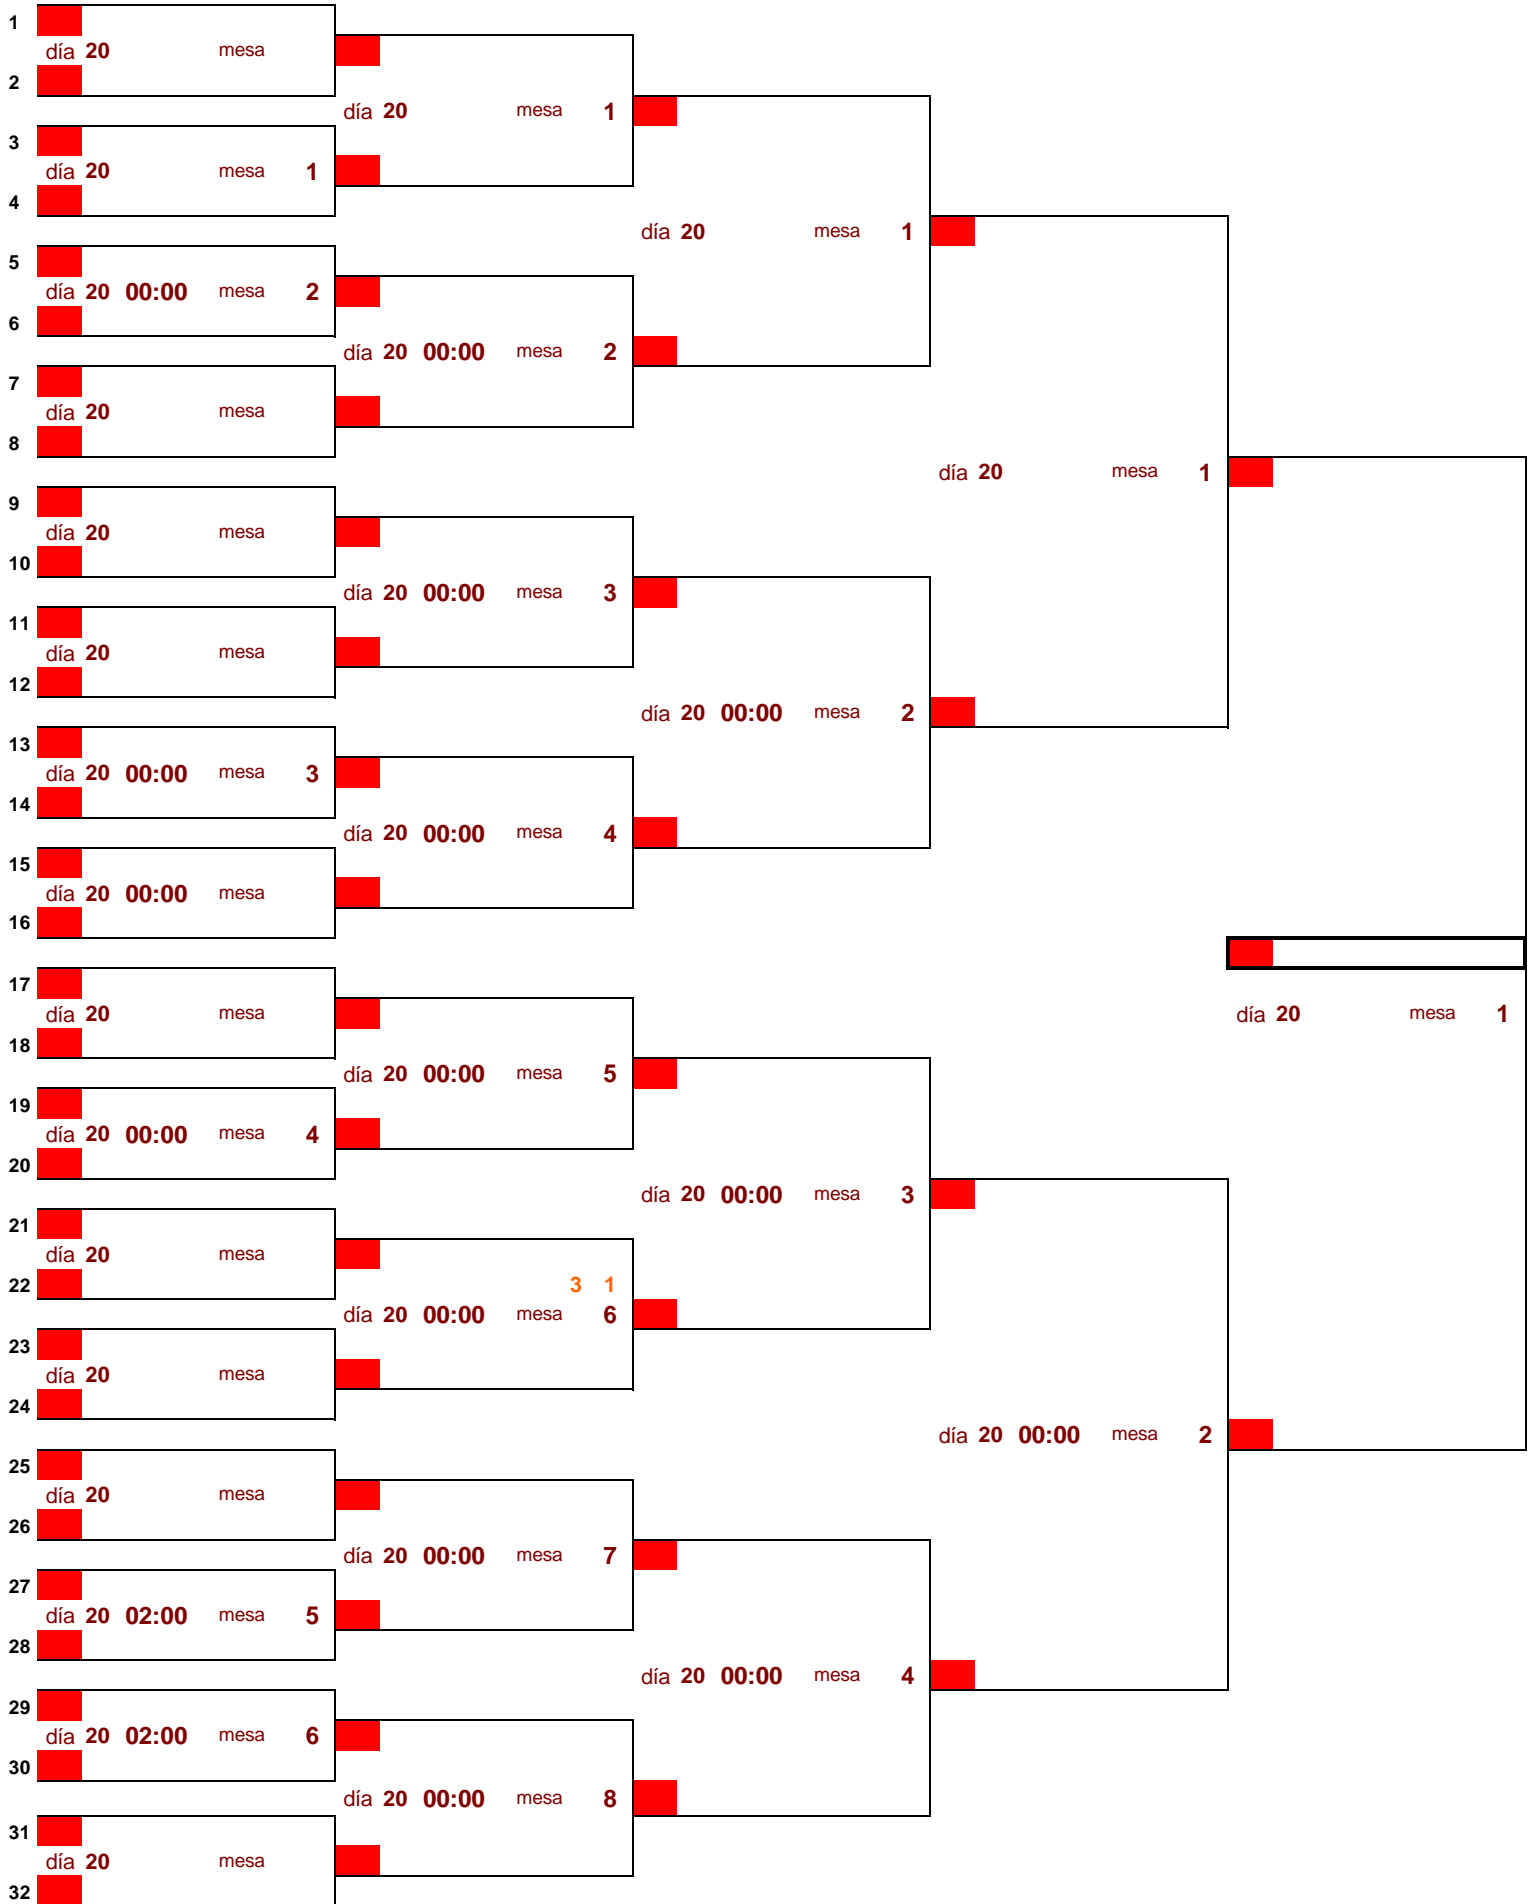 1
día 20 mesa
2
día 20 mesa 1
3
día 20 mesa 1
4
día 20 mesa 1
5
día 20 00:00 mesa 2
6
día 20 00:00 mesa 2
7
día 20 mesa
8
día 20 mesa 1
9
día 20 mesa
10
día 20 00:00 mesa 3
11
día 20 mesa
12
día 20 00:00 mesa 2
13
día 20 00:00 mesa 3
14
día 20 00:00 mesa 4
15
día 20 00:00 mesa
16
17
día 20 mesa
día 20 mesa 1
18
día 20 00:00 mesa 5
19
día 20 00:00 mesa 4
20
día 20 00:00 mesa 3
21
día 20 mesa
22
3 1
día 20 00:00 mesa 6
23
día 20 mesa
24
día 20 00:00 mesa 2
25
día 20 mesa
26
día 20 00:00 mesa 7
27
día 20 02:00 mesa 5
28
día 20 00:00 mesa 4
29
día 20 02:00 mesa 6
30
día 20 00:00 mesa 8
31
día 20 mesa
32